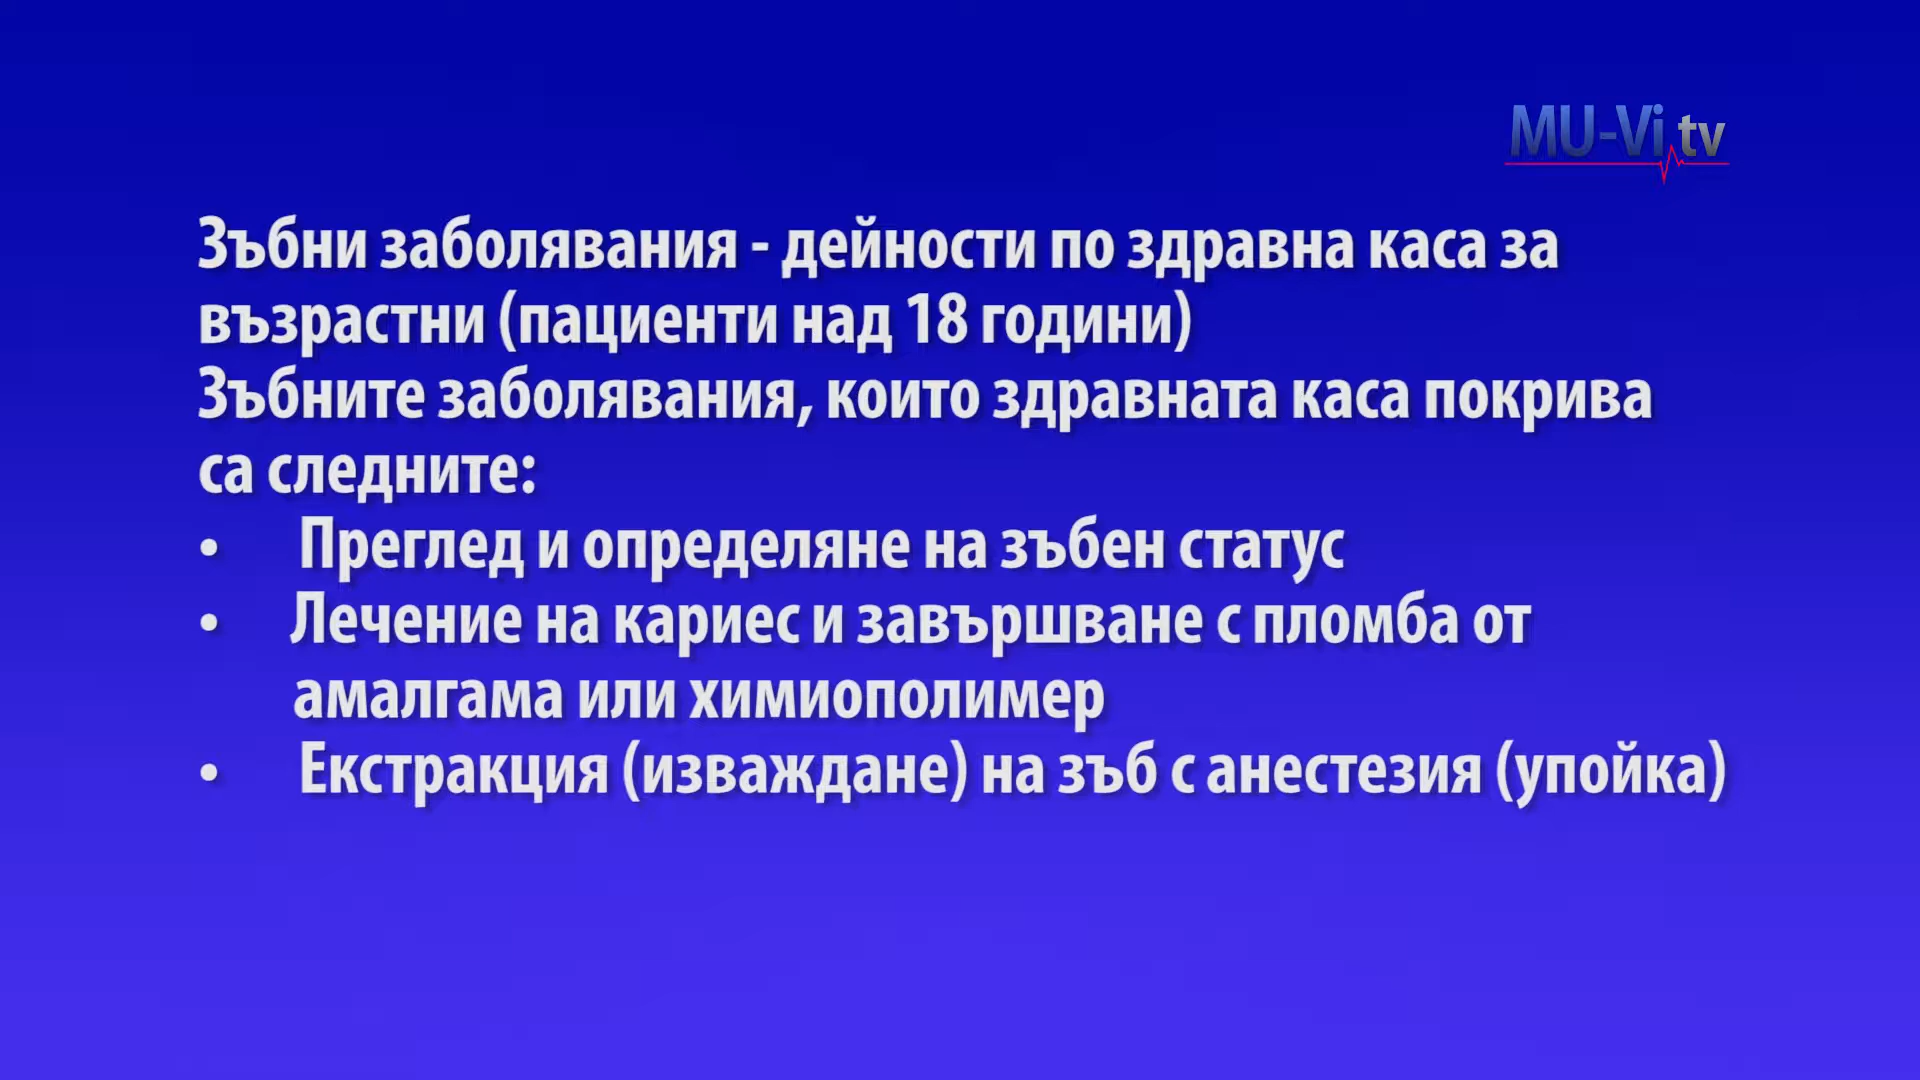 MU-Vi.tv
Зъбни заболявания - дейности по здравна каса за
възрастни (пациенти над 18 години)
Зъбните заболявания, които здравната каса покрива
са следните:
• Преглед и определяне на зъбен статус
• Лечение на кариес и завършване с пломба от
амалгама или химиополимер
• Екстракция (изваждане) на зъб с анестезия (упойка)